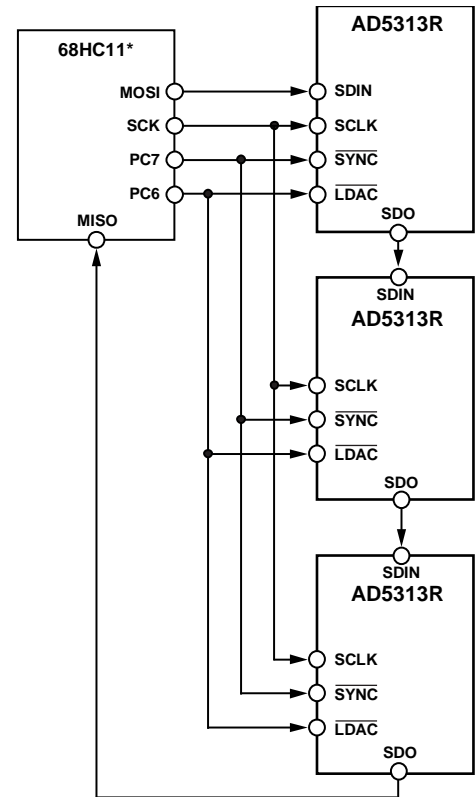 68HC11*
MOSI
SCK
PC7
PC6
MISO
AD5313R
SDIN
SCLK
SYNC
LDAC
SDO
SDIN
AD5313R
SCLK
SYNC
LDAC
SDO
SDIN
AD5313R
SCLK
SYNC
LDAC
SDO